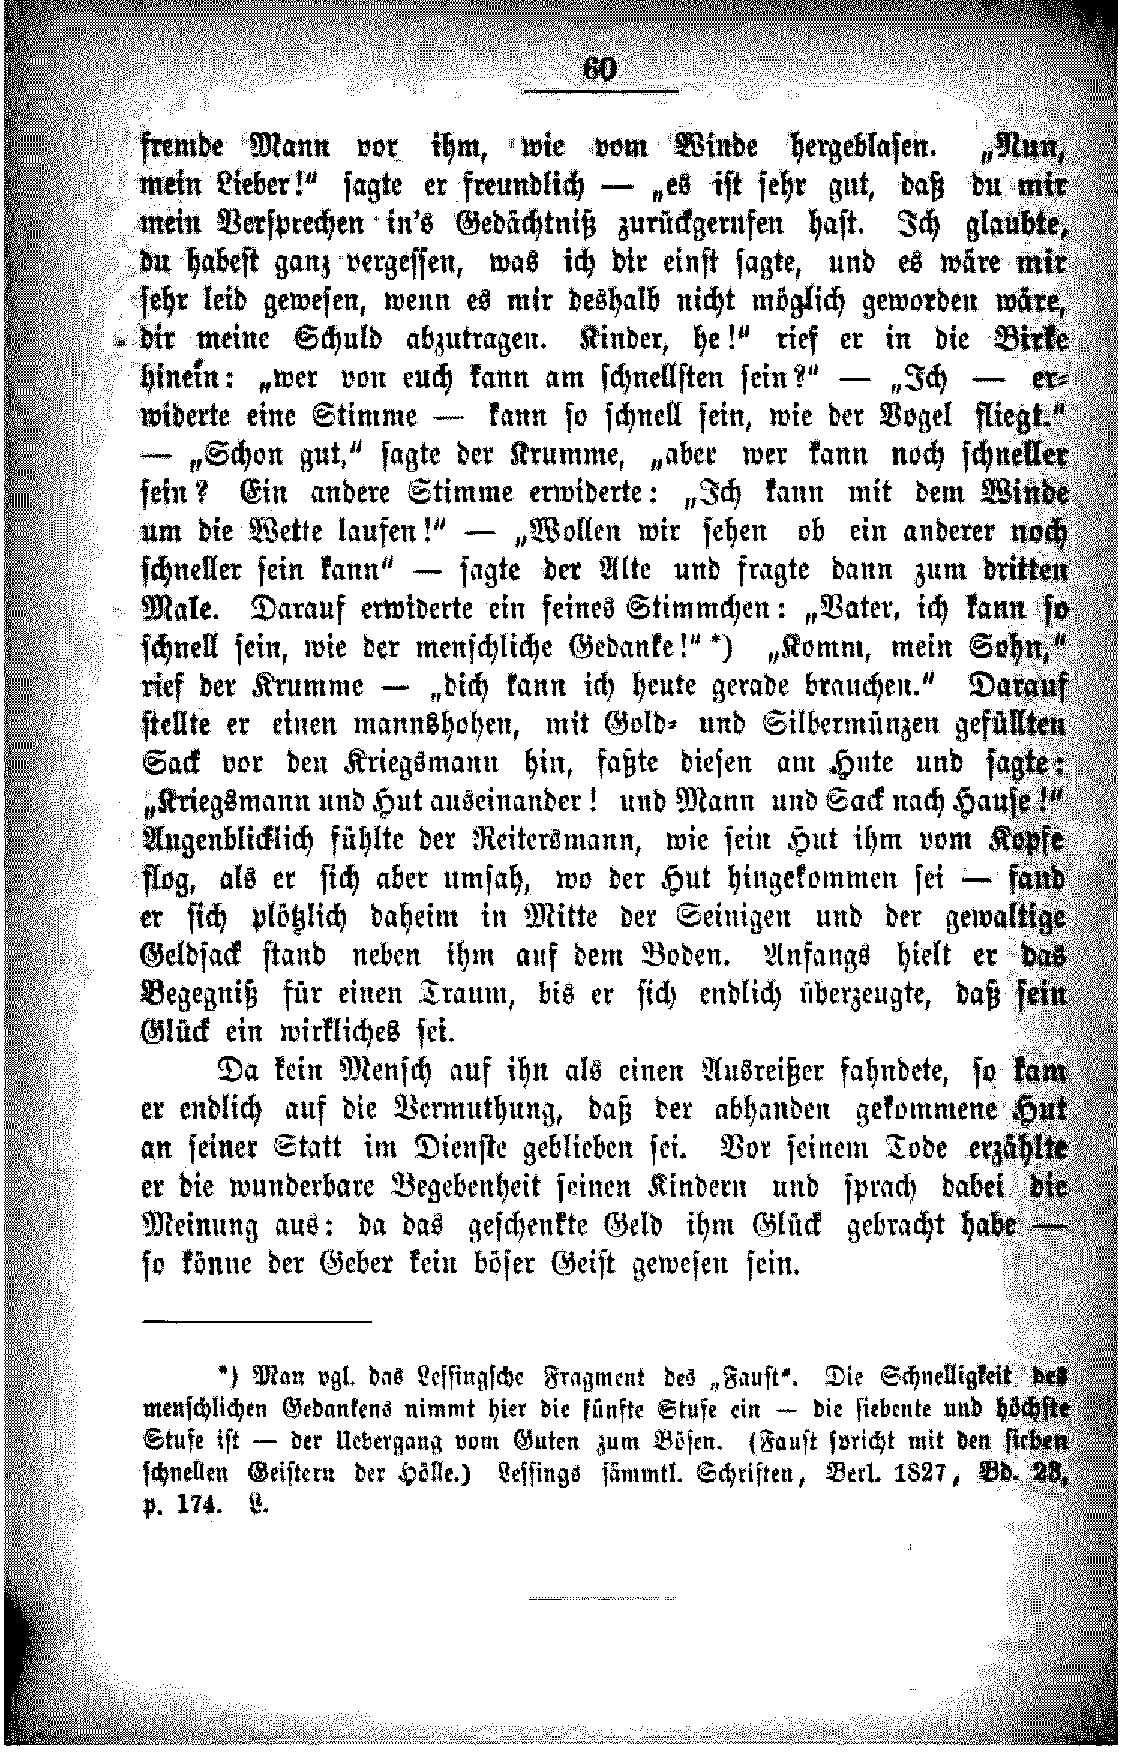 60
fremde Mann vor ihm, wie vom Winde hergeblasen. „Nun,
mein Lieber!“ sagte er freundlich — „es ist sehr gut, daß du mir
mein Versprechen in's Gedächtniß zurückgerufen hast. Ich glaubte,
du habest ganz vergessen, was ich dir einst sagte, und es wäre mir
sehr leid gewesen, wenn es mir deshalb nicht möglich geworden wäre,
dir meine Schuld abzutragen. Kinder, he!“ rief er in die Birke
hinein: „wer von euch kann am schnellsten sein?“ — „Ich — er-
widerte eine Stimme — kann so schnell sein, wie der Vogel fliegt.“
— „Schon gut,“ sagte der Krumme, „aber wer kann noch schneller
sein? Ein andere Stimme erwiderte: „Ich kann mit dem Winde
um die Wette laufen!“ — „Wollen wir sehen ob ein anderer noch
schneller sein kann“ — sagte der Alte und fragte dann zum dritten
Male. Darauf erwiderte ein feines Stimmchen: „Vater, ich kann so
schnell sein, wie der menschliche Gedanke!“ *) „Komm, mein Sohn,“
rief der Krumme — „dich kann ich heute gerade brauchen.“ Darauf
stellte er einen mannshohen, mit Gold- und Silbermünzen gefüllten
Sack vor den Kriegsmann hin, faßte diesen am Hute und sagte:
„Kriegsmann und Hut auseinander! und Mann und Sack nach Hause!“
Augenblicklich fühlte der Reitersmann, wie sein Hut ihm vom Kopfe
flog, als er sich aber umsah, wo der Hut hingekommen sei — fand
er sich plötzlich daheim in Mitte der Seinigen und der gewaltige
Geldsack stand neben ihm auf dem Boden. Anfangs hielt er das
Begegniß für einen Traum, bis er sich endlich überzeugte, daß sein
Glück ein wirkliches sei.
Da kein Mensch auf ihn als einen Ausreißer fahndete, so kam
er endlich auf die Vermuthung, daß der abhanden gekommene Hut
an seiner Statt im Dienste geblieben sei. Vor seinem Tode erzählte
er die wunderbare Begebenheit seinen Kindern und sprach dabei die
Meinung aus: da das geschenkte Geld ihm Glück gebracht habe —
so könne der Geber kein böser Geist gewesen sein.
*) Man vgl. das Lessingsche Fragment des „Faust“. Die Schnelligkeit des
menschlichen Gedankens nimmt hier die fünfte Stufe ein — die siebente und höchste
Stufe ist — der Uebergang vom Guten zum Bösen. (Faust spricht mit den sieben
schnellen Geistern der Hölle.) Lessings sämmtl. Schriften, Berl. 1827, Bd. 23,
p. 174. L.